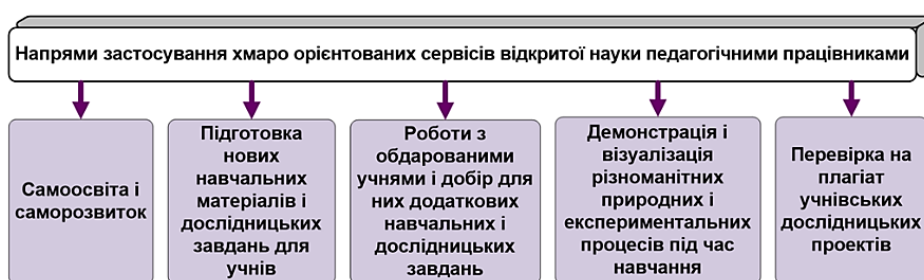 Напрями застосування хмаро орієнтованих сервісів відкритої науки педагогічними працівниками
Самоосвіта і
саморозвиток
Підготовка
нових
навчальних
матеріалів і
дослідницьких
завдань для
учнів
Роботи з
обдарованими
учнями і добір для
них додаткових
навчальних і
дослідницьких
завдань
Демонстрація і
візуалізація
різноманітних
природних і
експериментальних
процесів під час
навчання
Перевірка на
плагіат
учнівських
дослідницьких
проектів